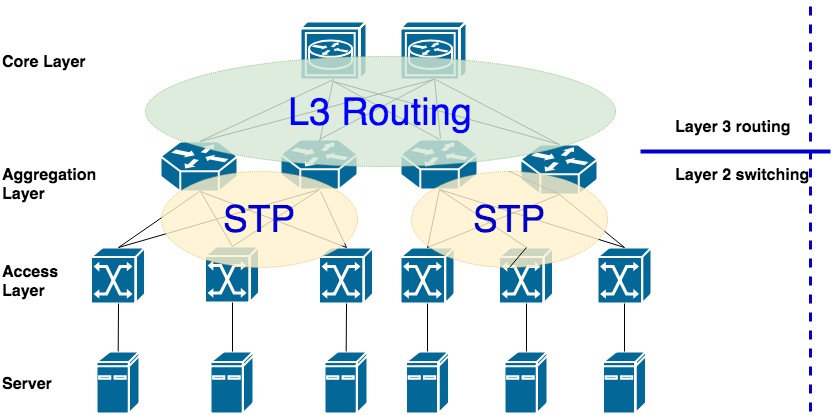 Core Layer
L3 Routing
Layer 3 routing
Aggregation
Layer
Layer 2 switching
STP
STP
Access
Layer
Server